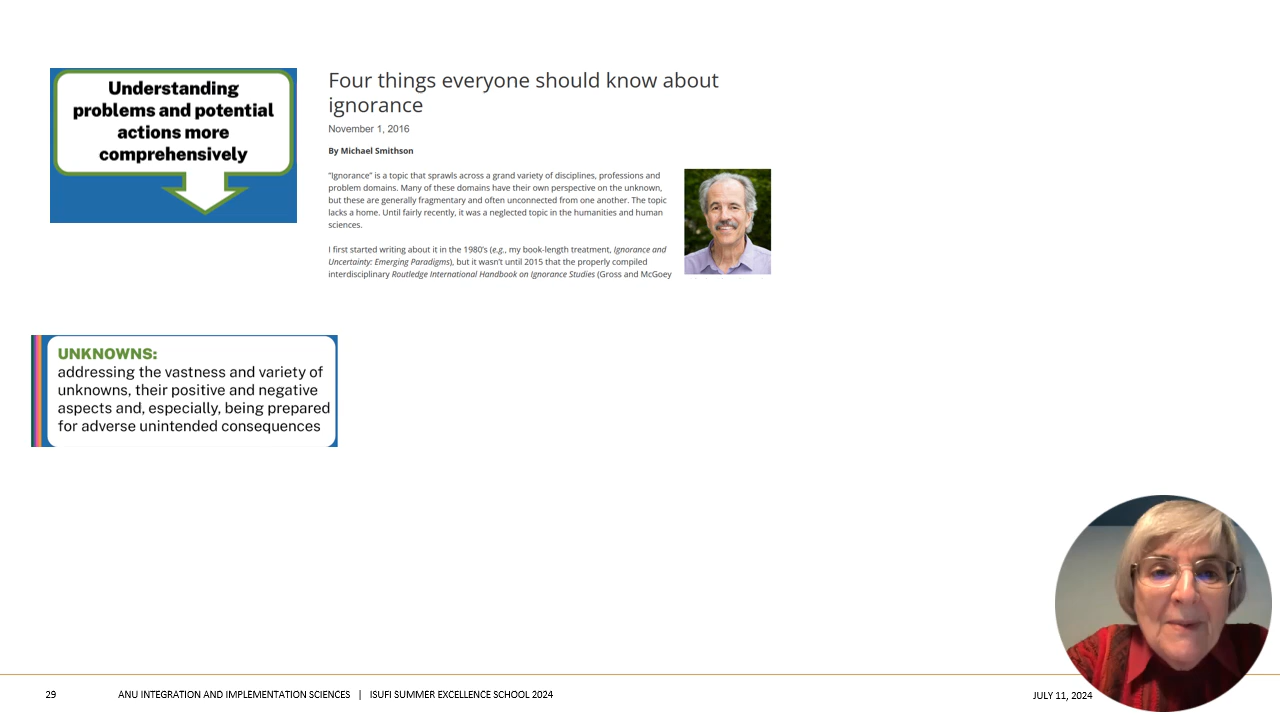 Understanding
problems and potential
actions more
comprehensively
Four things everyone should know about
ignorance
November 1, 2016
By Michael Smithson
"Ignorance" is a topic that sprawls across a grand variety of disciplines, professions and
problem domains. Many of these domains have their own perspective on the unknown,
but these are generally fragmentary and often unconnected from one another. The topic
lacks a home. Until fairly recently, it was a neglected topic in the humanities and human
sciences.
I first started writing about it in the 1980's (e.g., my book-length treatment, Ignorance and
Uncertainty: Emerging Paradigms), but it wasn't until 2015 that the properly compiled
interdisciplinary Routledge International Handbook on Ignorance Studies (Gross and McGoey
UNKNOWNS:
addressing the vastness and variety of
unknowns, their positive and negative
aspects and, especially, being prepared
for adverse unintended consequences
29 ANU INTEGRATION AND IMPLEMENTATION SCIENCES | ISUFI SUMMER EXCELLENCE SCHOOL 2024 JULY 11, 2024